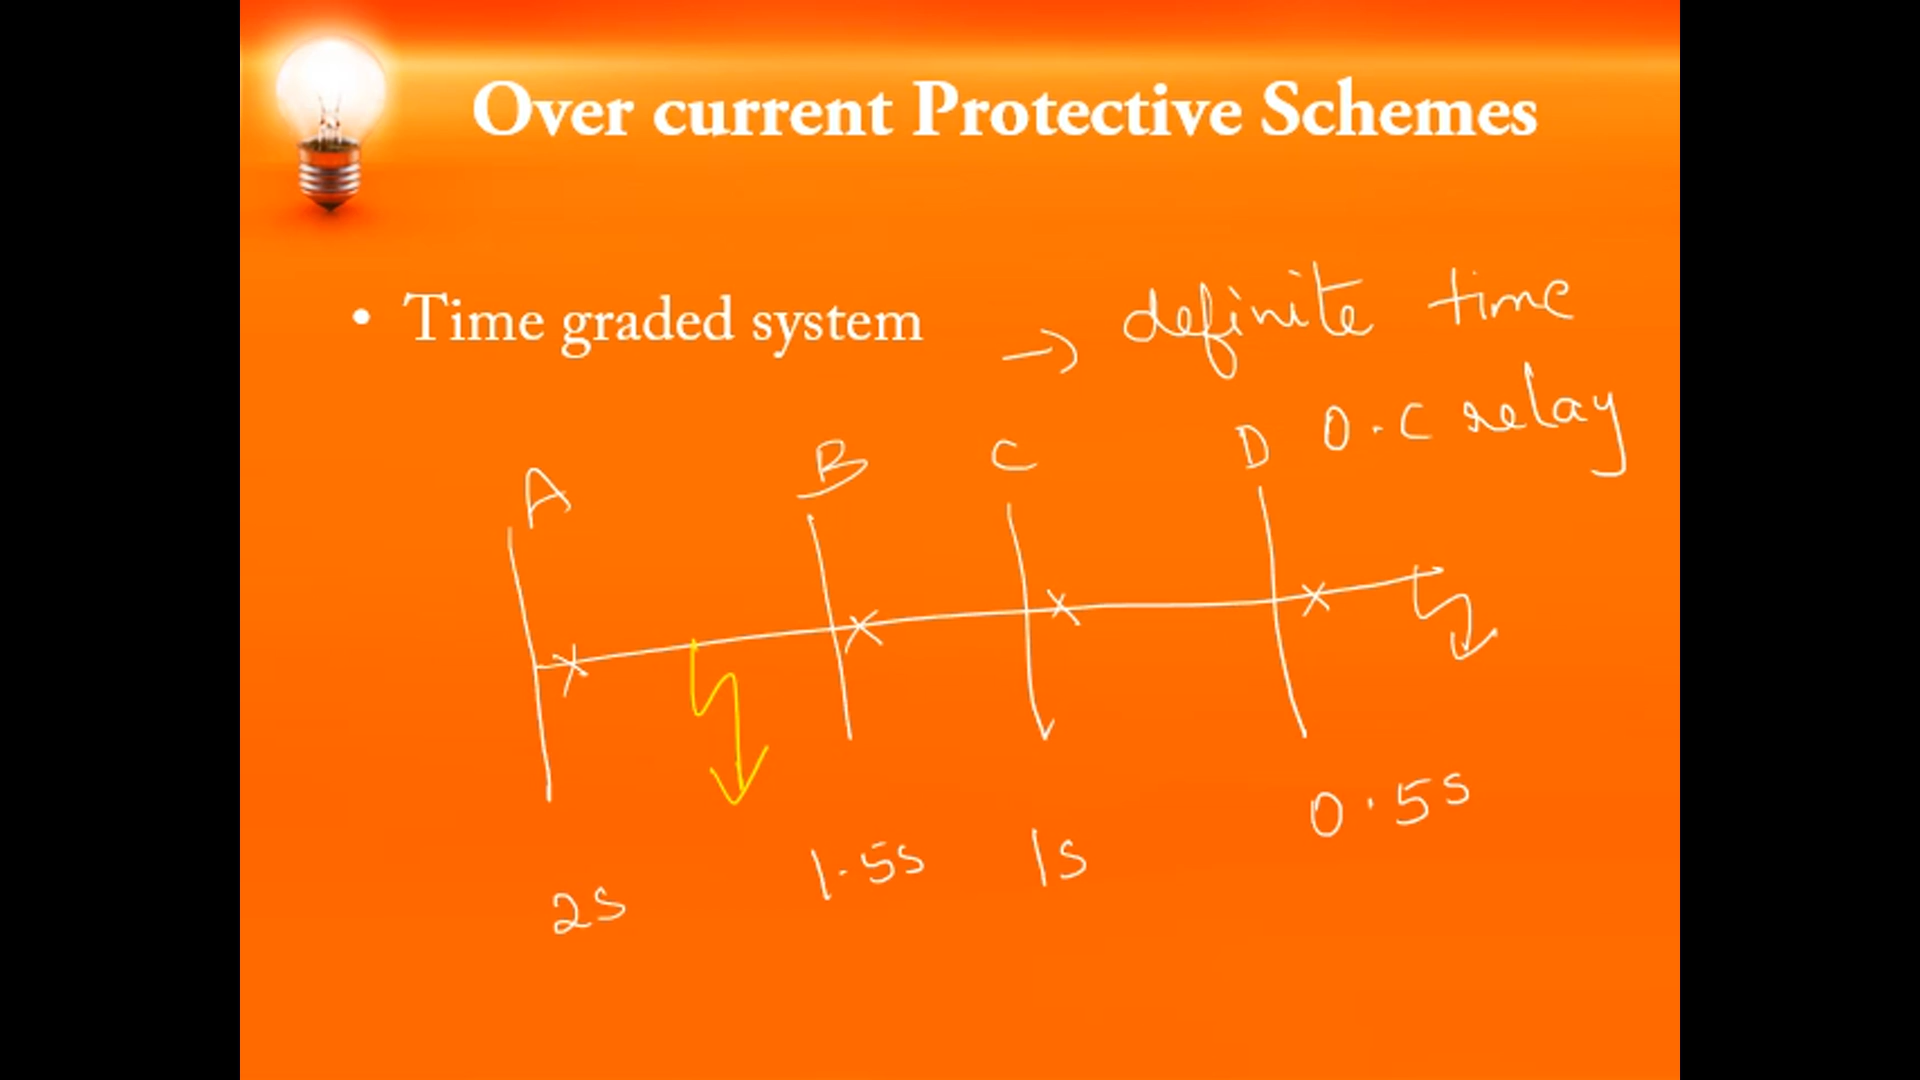 Over current Protective Schemes
• Time graded system → definite time
O.C relay
A B C D
2s 1.5s 1s 0.5s